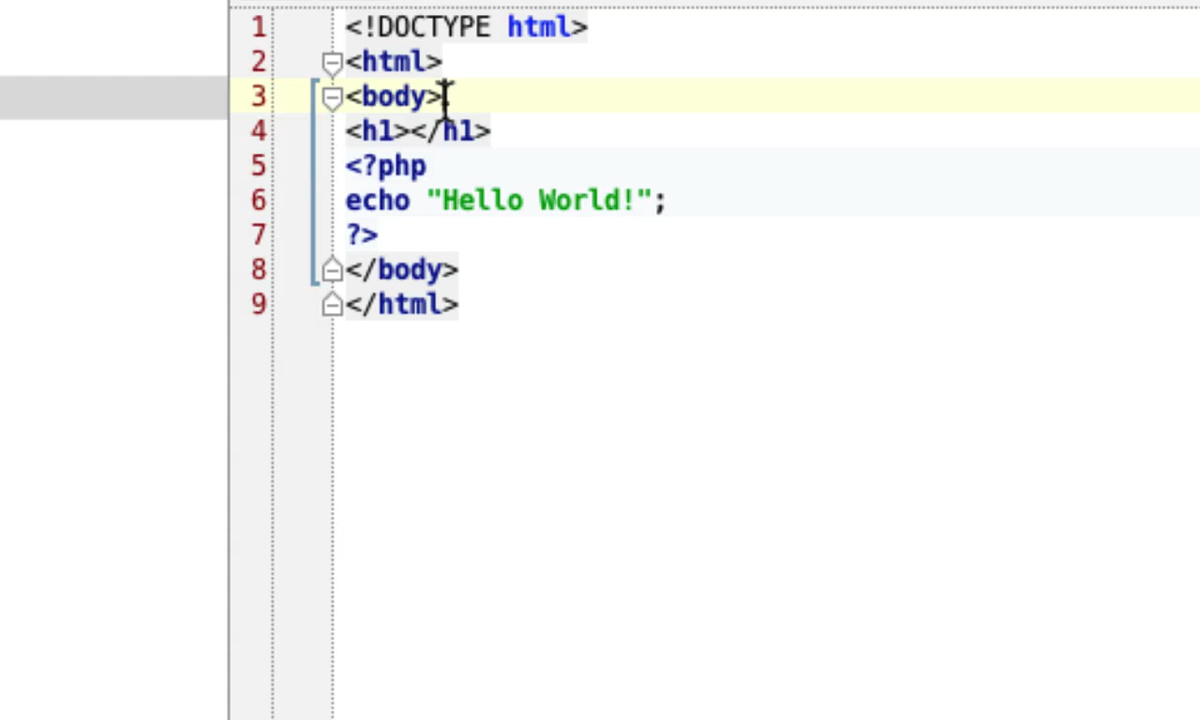 1 <!DOCTYPE html>
2 <html>
3 <body>
4 <h1></h1>
5 <?php
6 echo "Hello World!";
7 ?>
8 </body>
9 </html>